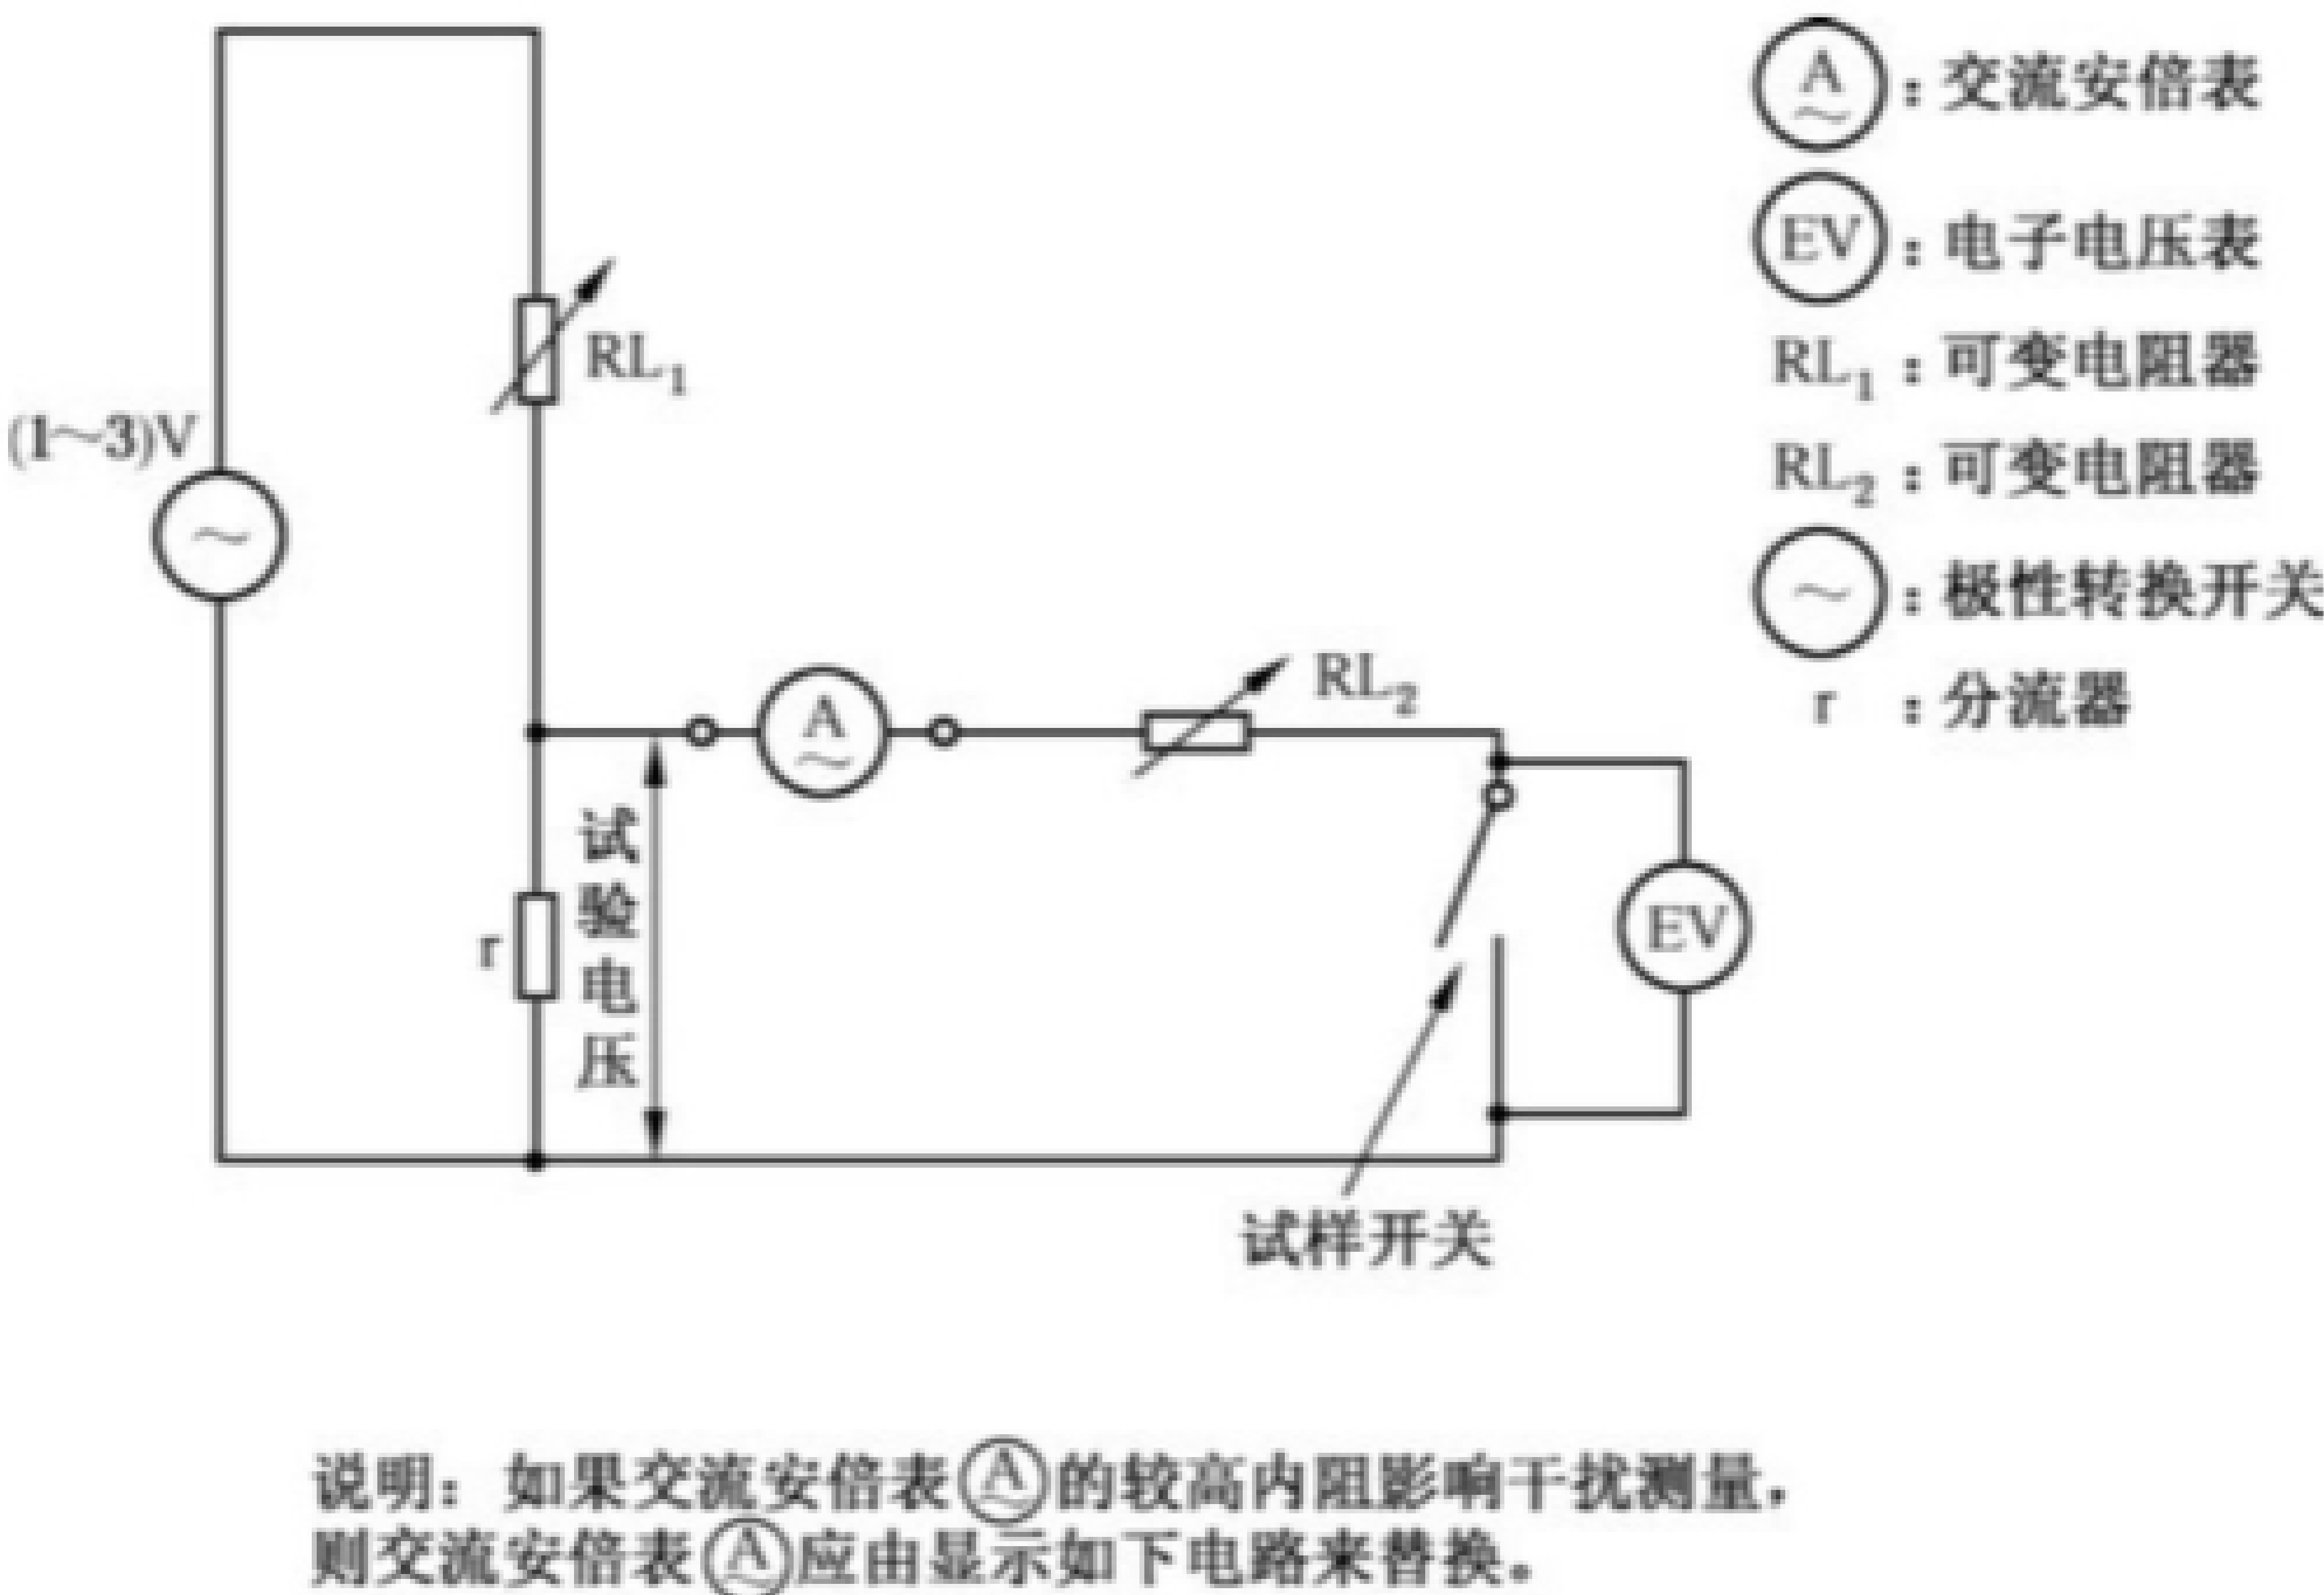 (1～3)V
～
RL₁
A
～
RL₂
r
试验电压
EV
试样开关
A ～ ：交流安倍表
EV ：电子电压表
RL₁ ：可变电阻器
RL₂ ：可变电阻器
～ ：极性转换开关
r ：分流器
说明：如果交流安倍表A～的较高内阻影响干扰测量，
则交流安倍表A～应由显示如下电路来替换。